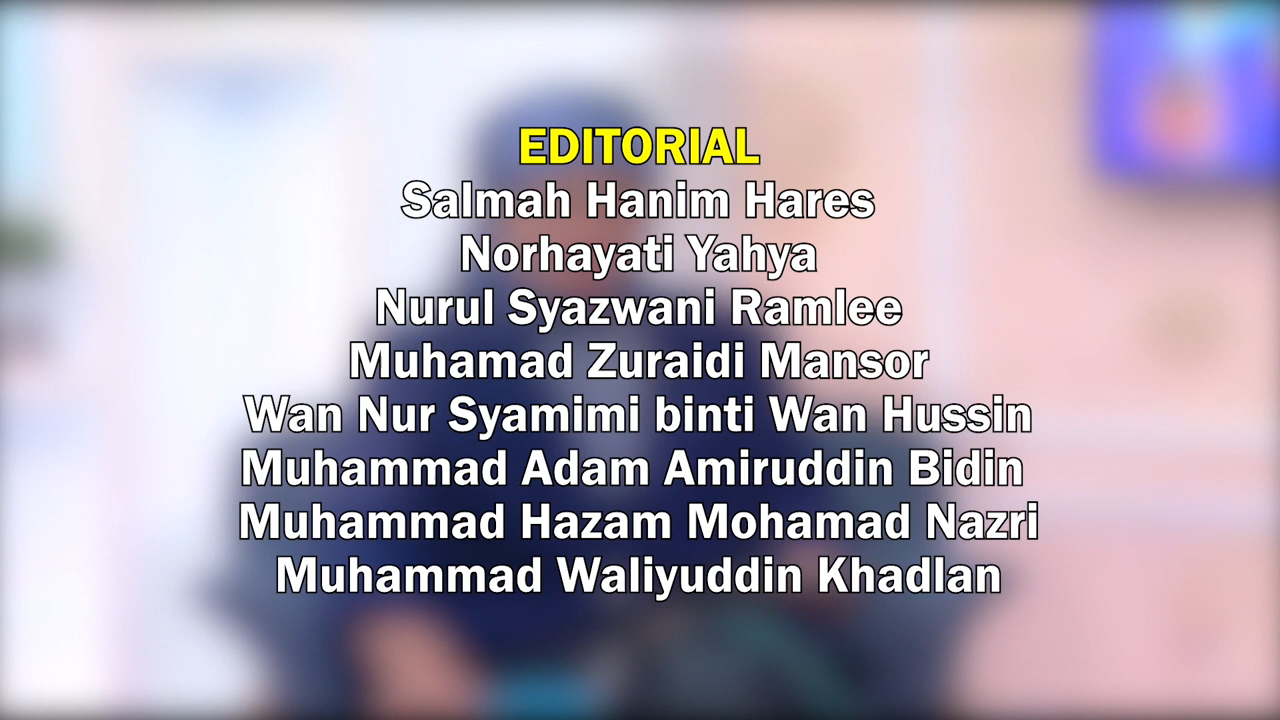 EDITORIAL
Salmah Hanim Hares
Norhayati Yahya
Nurul Syazwani Ramlee
Muhamad Zuraidi Mansor
Wan Nur Syamimi binti Wan Hussin
Muhammad Adam Amiruddin Bidin
Muhammad Hazam Mohamad Nazri
Muhammad Waliyuddin Khadlan